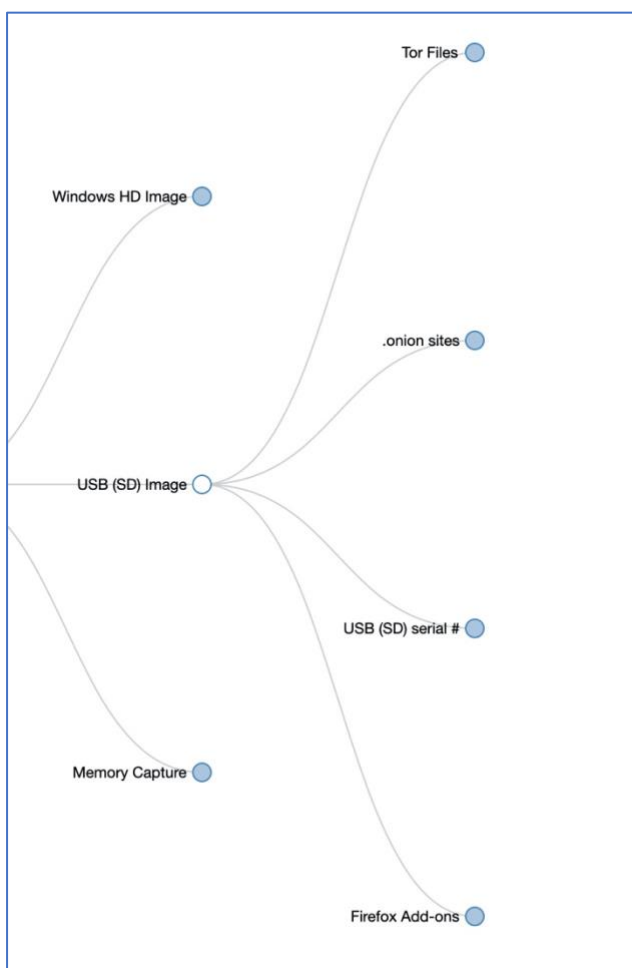 Tor Files
Windows HD Image
.onion sites
USB (SD) Image
USB (SD) serial #
Memory Capture
Firefox Add-ons